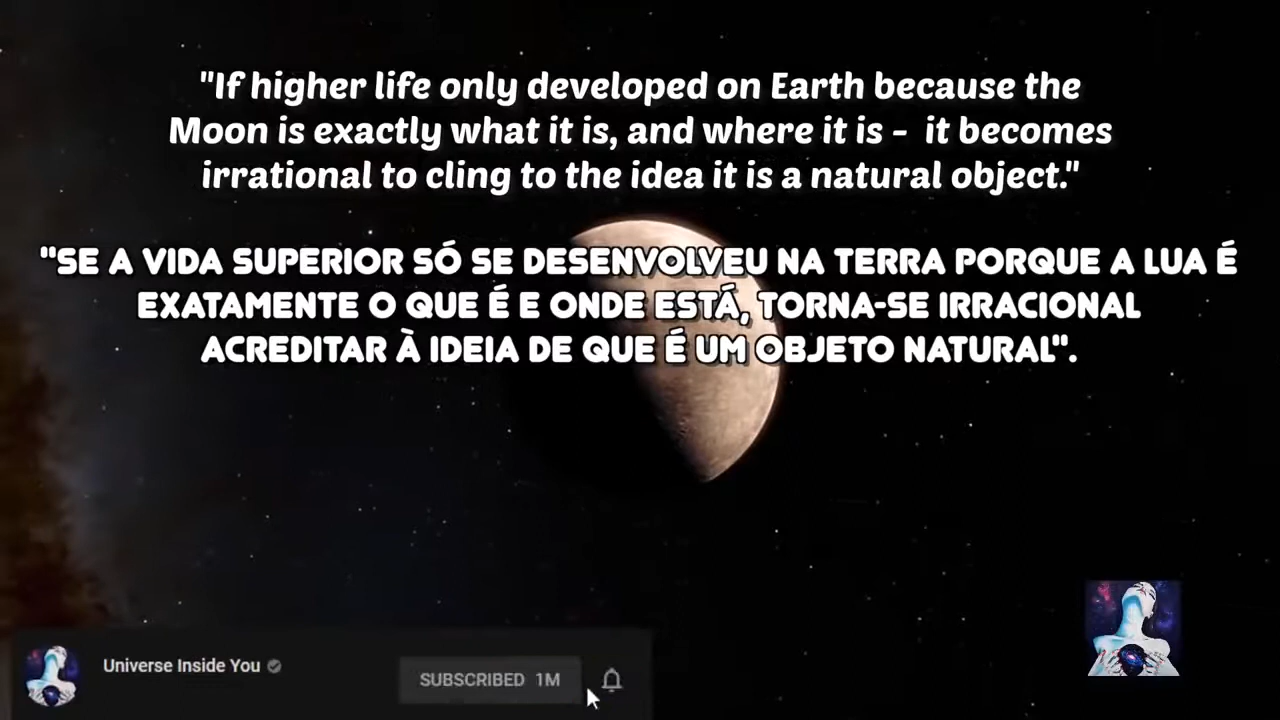 "If higher life only developed on Earth because the
Moon is exactly what it is, and where it is - it becomes
irrational to cling to the idea it is a natural object."
"SE A VIDA SUPERIOR SÓ SE DESENVOLVEU NA TERRA PORQUE A LUA É
EXATAMENTE O QUE É E ONDE ESTÁ, TORNA-SE IRRACIONAL
ACREDITAR À IDEIA DE QUE É UM OBJETO NATURAL".
Universe Inside You
SUBSCRIBED 1M